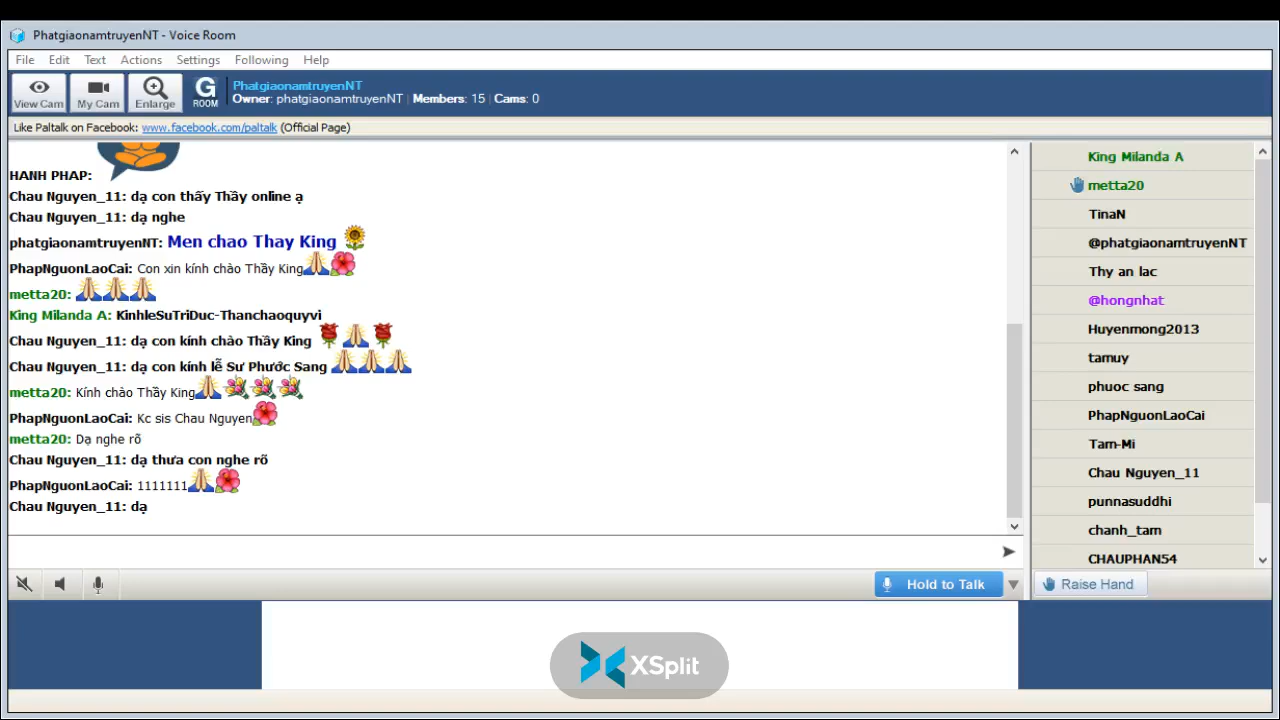 PhatgiaonamtruyenNT - Voice Room
File Edit Text Actions Settings Following Help
View Cam
My Cam
Enlarge
G ROOM
PhatgiaonamtruyenNT
Owner: phatgiaonamtruyenNT | Members: 15 | Cams: 0
Like Paltalk on Facebook: www.facebook.com/paltalk (Official Page)
HANH PHAP:
Chau Nguyen_11: dạ con thấy Thầy online ạ
Chau Nguyen_11: dạ nghe
phatgiaonamtruyenNT: Men chao Thay King
PhapNguonLaoCai: Con xin kính chào Thầy King
metta20:
King Milanda A: KinhleSuTriDuc-Thanchaoquyvi
Chau Nguyen_11: dạ con kính chào Thầy King
Chau Nguyen_11: dạ con kính lễ Sư Phước Sang
metta20: Kính chào Thầy King
PhapNguonLaoCai: Kc sis Chau Nguyen
metta20: Dạ nghe rõ
Chau Nguyen_11: dạ thưa con nghe rõ
PhapNguonLaoCai: 1111111
Chau Nguyen_11: dạ
King Milanda A
metta20
TinaN
@phatgiaonamtruyenNT
Thy an lac
@hongnhat
Huyenmong2013
tamuy
phuoc sang
PhapNguonLaoCai
Tam-Mi
Chau Nguyen_11
punnasuddhi
chanh_tam
CHAUPHAN54
Hold to Talk
Raise Hand
XSplit